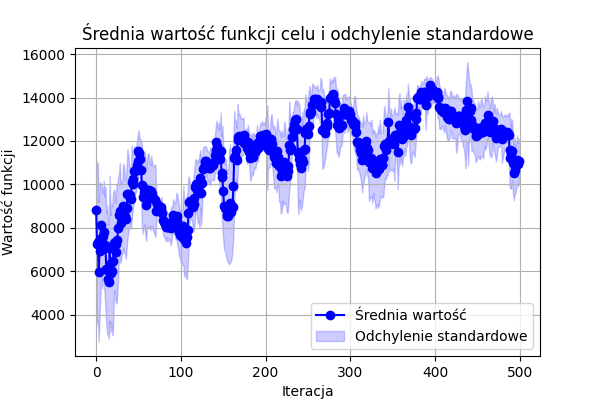 Średnia wartość funkcji celu i odchylenie standardowe
Wartość funkcji
16000
14000
12000
10000
8000
6000
4000
Średnia wartość
Odchylenie standardowe
0
100
200
300
400
500
Iteracja